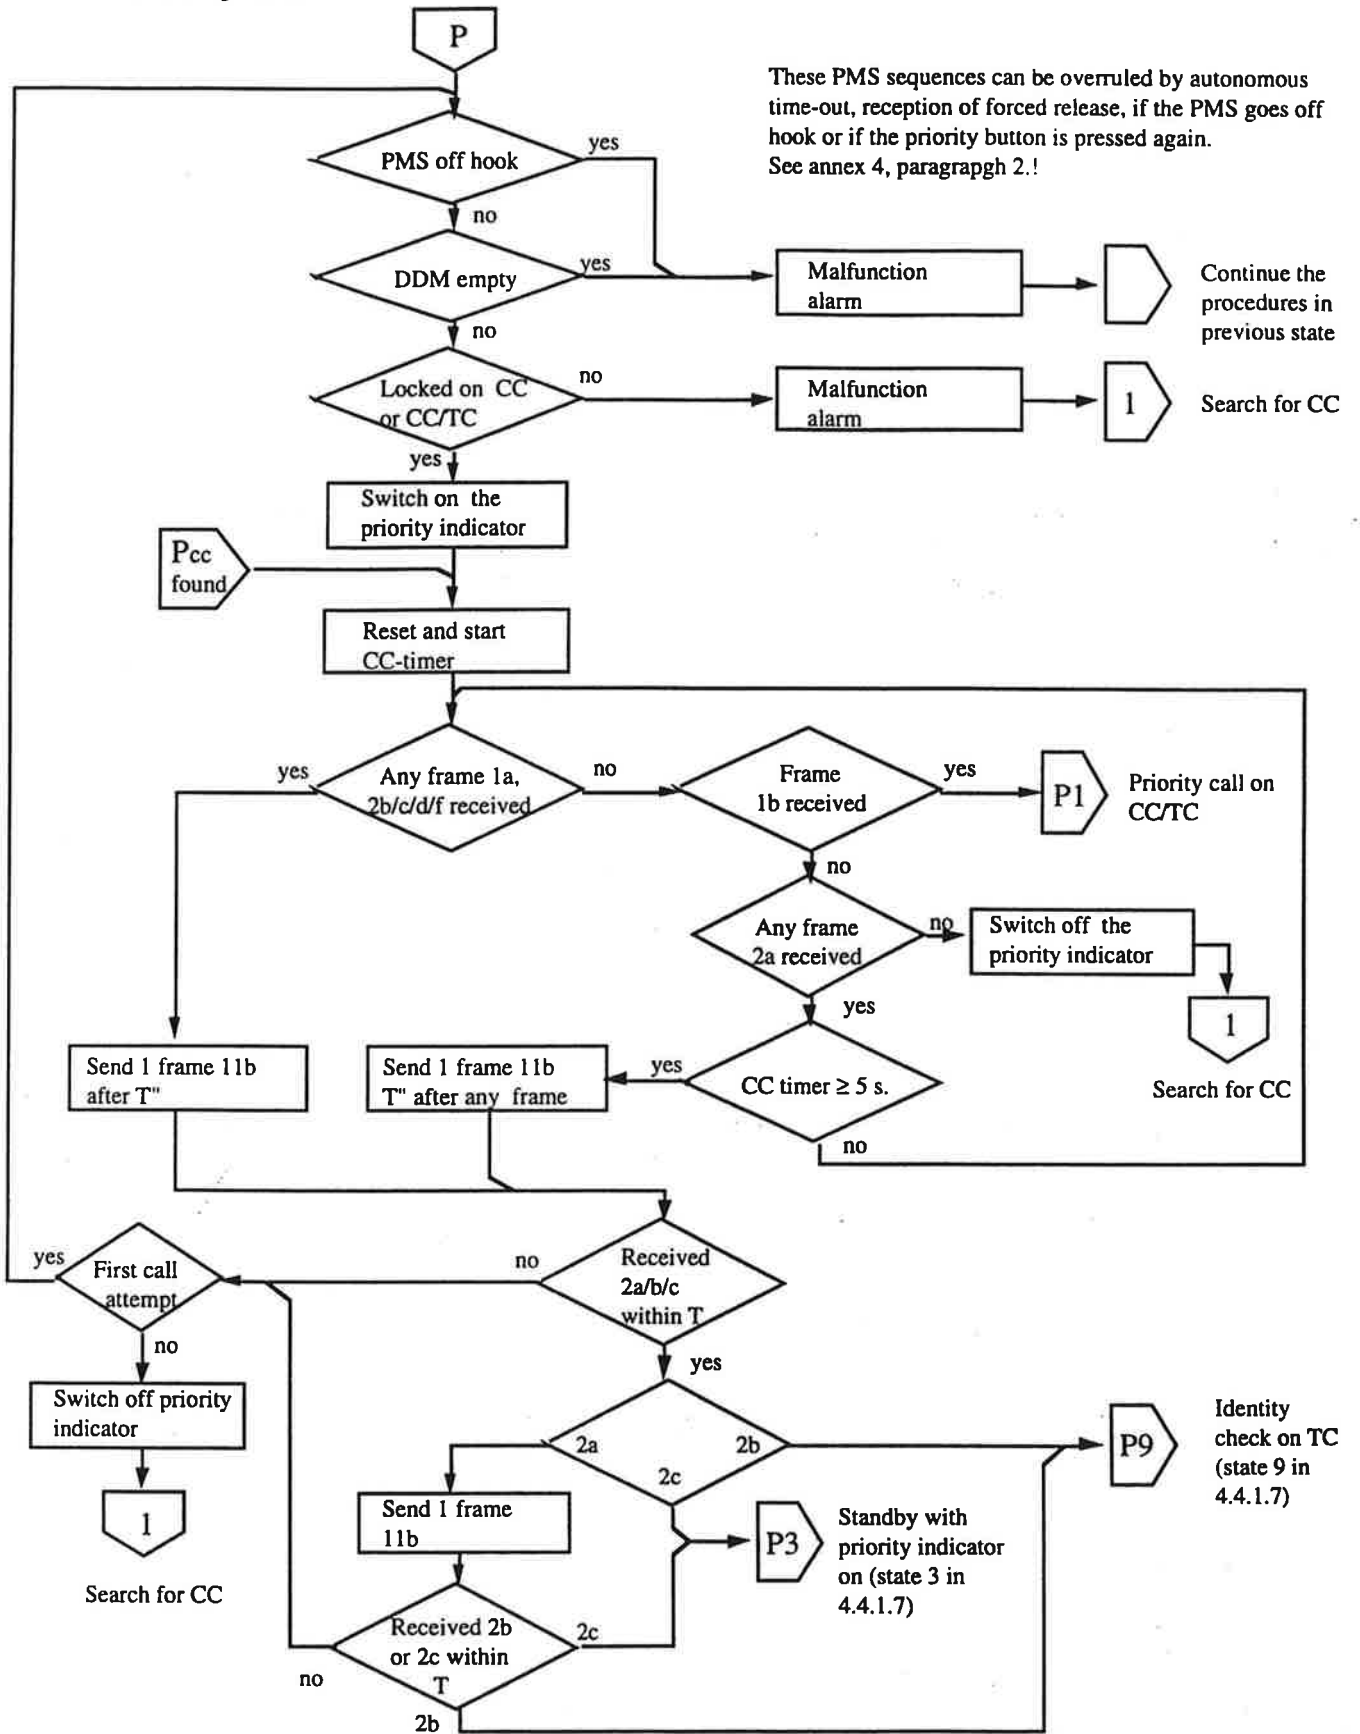 P
These PMS sequences can be overruled by autonomous
time-out, reception of forced release, if the PMS goes off
hook or if the priority button is pressed again.
See annex 4, paragrapgh 2.!
PMS off hook
yes
no
DDM empty
yes
Malfunction
alarm
Continue the
procedures in
previous state
no
Locked on CC
or CC/TC
no
Malfunction
alarm
1
Search for CC
yes
Switch on the
priority indicator
Pcc
found
Reset and start
CC-timer
yes
Any frame 1a,
2b/c/d/f received
no
Frame
1b received
yes
P1
Priority call on
CC/TC
no
Any frame
2a received
no
Switch off the
priority indicator
yes
1
Search for CC
Send 1 frame 11b
after T"
Send 1 frame 11b
T" after any frame
yes
CC timer ≥ 5 s.
no
yes
First call
attempt
no
Received
2a/b/c
within T
no
yes
Switch off priority
indicator
1
Search for CC
2a
2b
2c
P9
Identity
check on TC
(state 9 in
4.4.1.7)
Send 1 frame
11b
P3
Standby with
priority indicator
on (state 3 in
4.4.1.7)
Received 2b
or 2c within
T
2c
no
2b